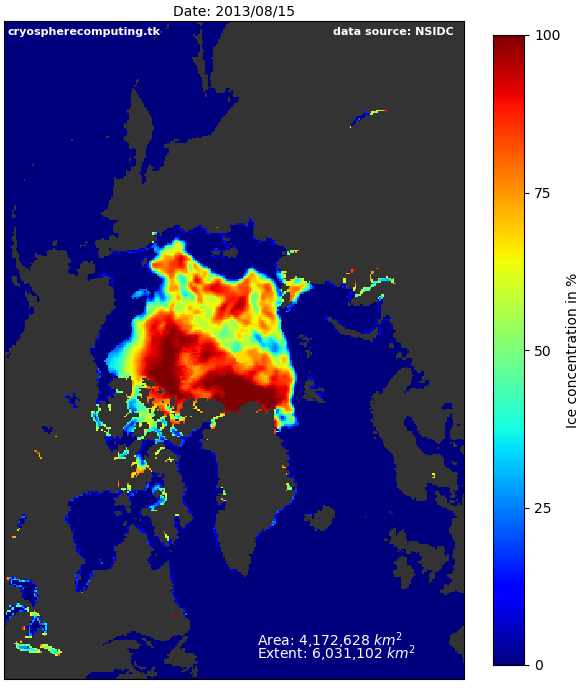 Date: 2013/08/15
cryospherecomputing.tk
data source: NSIDC
100
75
50
25
0
Ice concentration in %
Area: 4,172,628 km²
Extent: 6,031,102 km²